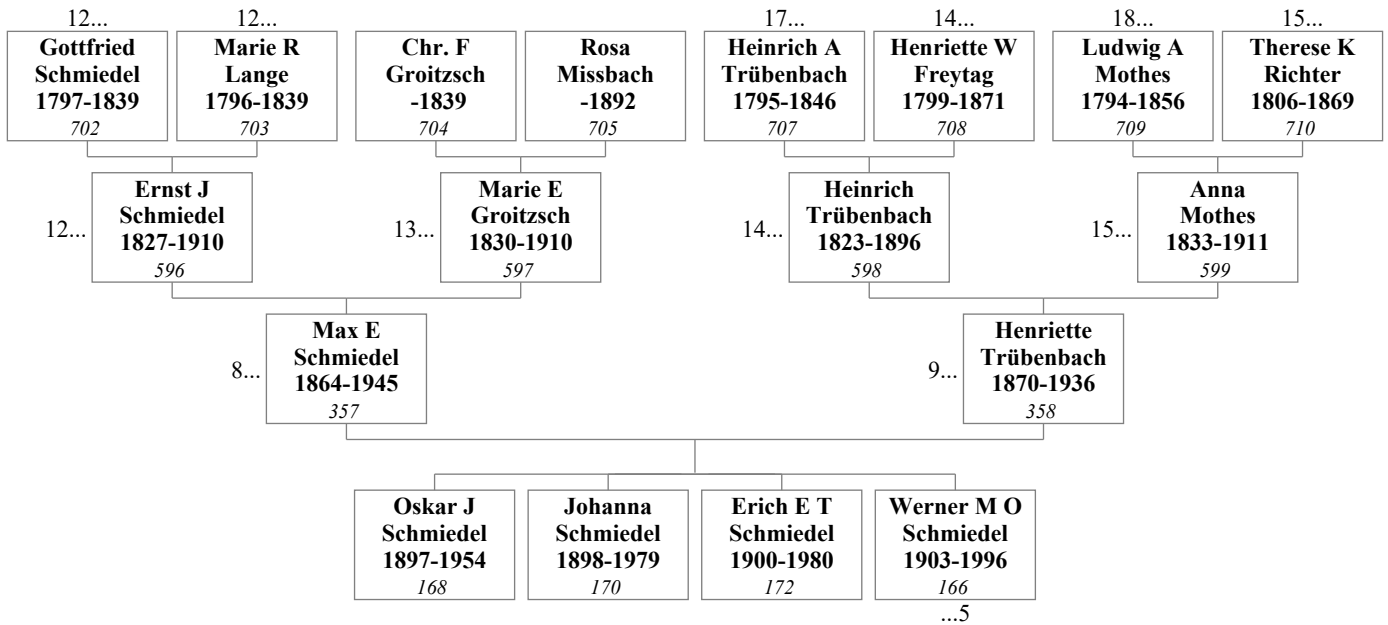 12...
12...
17...
14...
18...
15...
Gottfried
Schmiedel
1797-1839
702
Marie R
Lange
1796-1839
703
Chr. F
Groitzsch
-1839
704
Rosa
Missbach
-1892
705
Heinrich A
Trübenbach
1795-1846
707
Henriette W
Freytag
1799-1871
708
Ludwig A
Mothes
1794-1856
709
Therese K
Richter
1806-1869
710
12...
Ernst J
Schmiedel
1827-1910
596
13...
Marie E
Groitzsch
1830-1910
597
14...
Heinrich
Trübenbach
1823-1896
598
15...
Anna
Mothes
1833-1911
599
8...
Max E
Schmiedel
1864-1945
357
9...
Henriette
Trübenbach
1870-1936
358
Oskar J
Schmiedel
1897-1954
168
Johanna
Schmiedel
1898-1979
170
Erich E T
Schmiedel
1900-1980
172
Werner M O
Schmiedel
1903-1996
166
...5